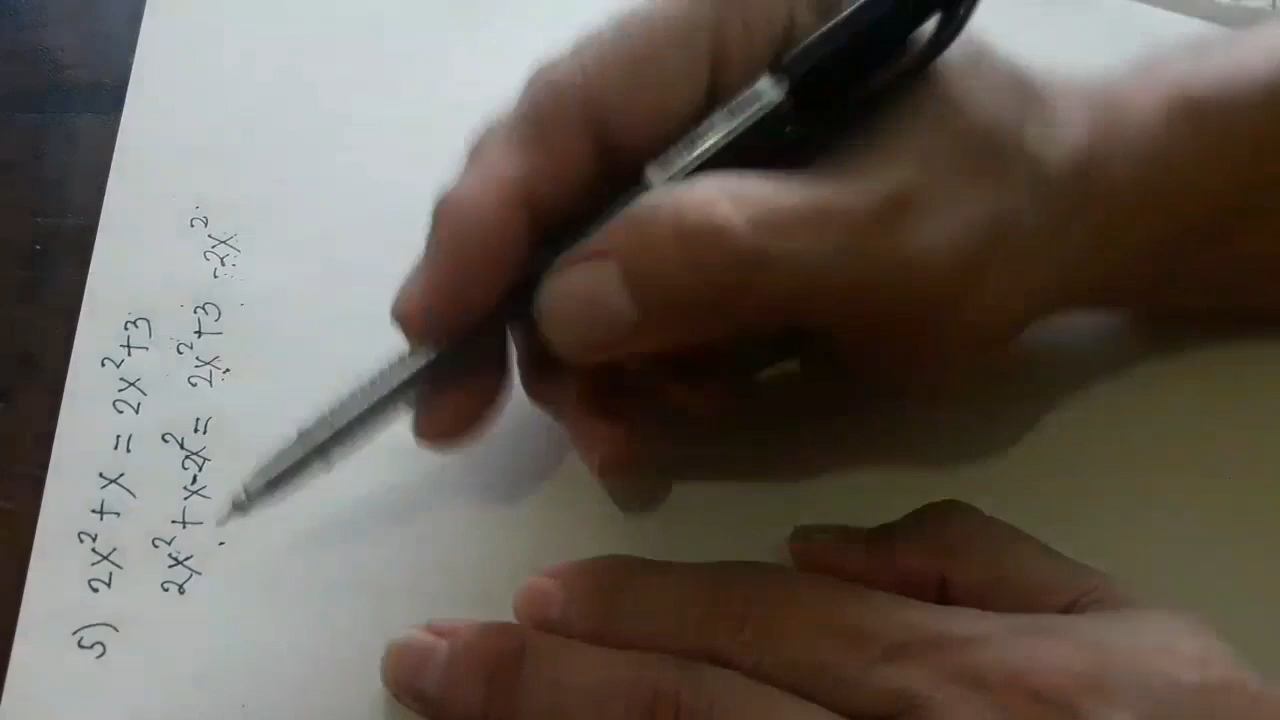 5) 2x² + x = 2x² + 3
2x² + x - 2x² = 2x² + 3 - 2x²